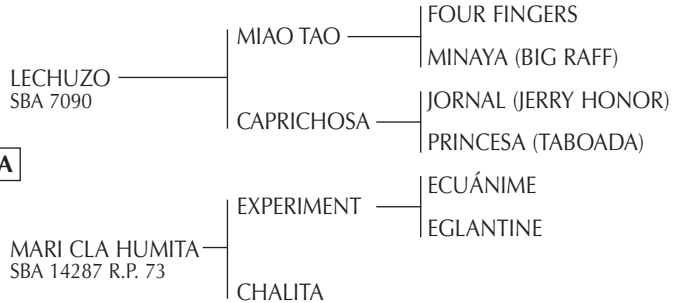 FOUR FINGERS
MIAO TAO
MINAYA (BIG RAFF)
LECHUZO
SBA 7090
JORNAL (JERRY HONOR)
CAPRICHOSA
PRINCESA (TABOADA)
A
ECUÁNIME
EXPERIMENT
EGLANTINE
MARI CLA HUMITA
SBA 14287 R.P. 73
CHALITA